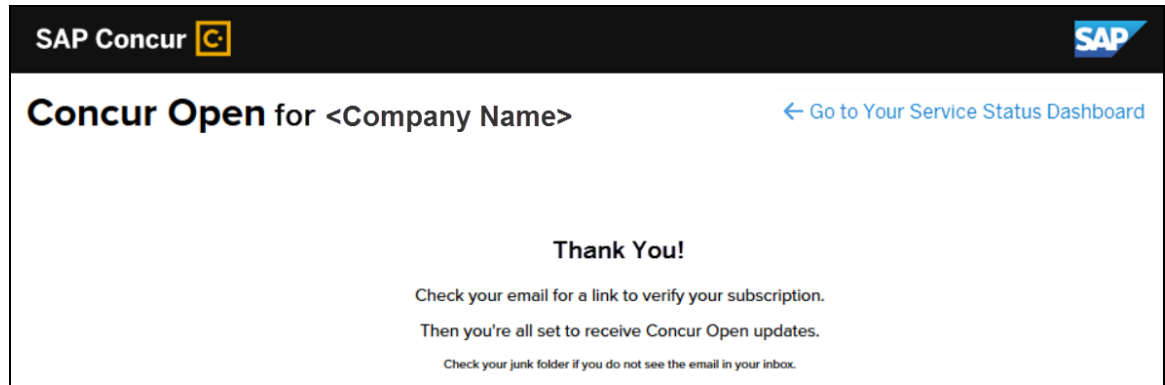 SAP Concur C.
SAP
Concur Open for <Company Name>
← Go to Your Service Status Dashboard
Thank You!
Check your email for a link to verify your subscription.
Then you're all set to receive Concur Open updates.
Check your junk folder if you do not see the email in your inbox.